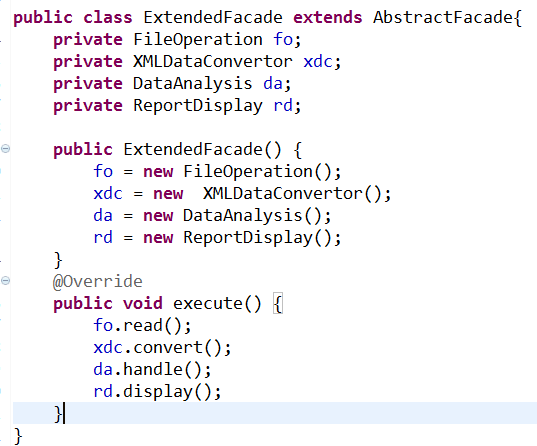 public class ExtendedFacade extends AbstractFacade{
    private FileOperation fo;
    private XMLDataConvertor xdc;
    private DataAnalysis da;
    private ReportDisplay rd;

    public ExtendedFacade() {
        fo = new FileOperation();
        xdc = new  XMLDataConvertor();
        da = new DataAnalysis();
        rd = new ReportDisplay();
    }
    @Override
    public void execute() {
        fo.read();
        xdc.convert();
        da.handle();
        rd.display();
    }
}